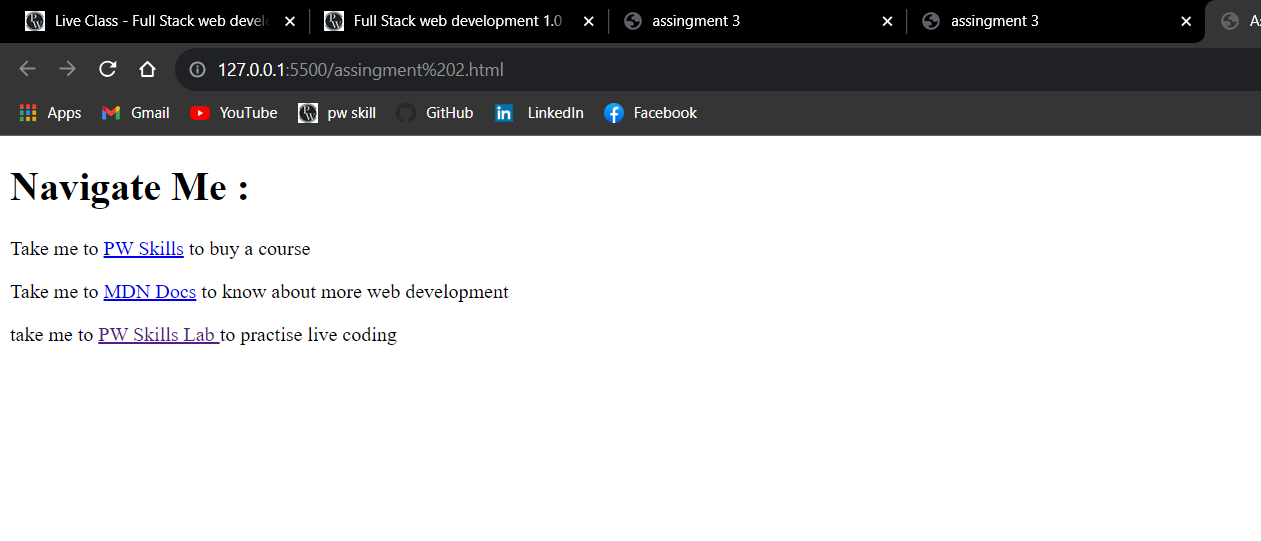 Live Class - Full Stack web devel
Full Stack web development 1.0
assingment 3
assingment 3
127.0.0.1:5500/assingment%202.html
Apps
Gmail
YouTube
pw skill
GitHub
LinkedIn
Facebook
Navigate Me :
Take me to PW Skills to buy a course
Take me to MDN Docs to know about more web development
take me to PW Skills Lab to practise live coding